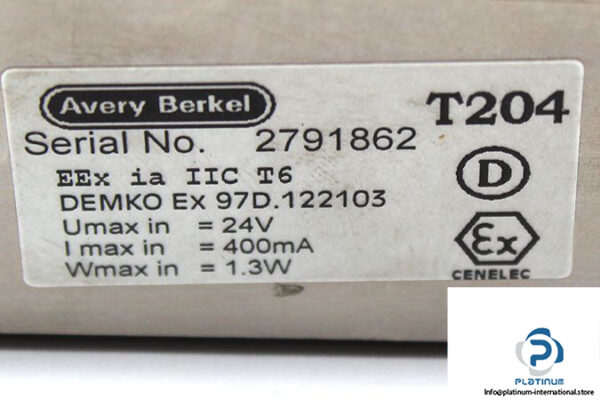 Avery Berkel
T204
Serial No. 2791862
EEx ia IIC T6
DEMKO Ex 97D.122103
Umax in = 24V
I max in = 400mA
Wmax in = 1.3W
D
Ex
CENELEC
PLATINUM
Info@platinum-international.store